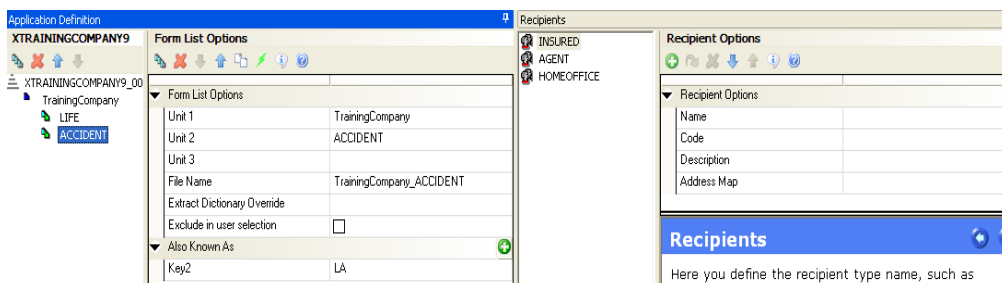 Application Definition
XTRAININGCOMPANY9
XTRAININGCOMPANY9_00
TrainingCompany
LIFE
ACCIDENT
Form List Options
Form List Options
Unit 1 TrainingCompany
Unit 2 ACCIDENT
Unit 3
File Name TrainingCompany_ACCIDENT
Extract Dictionary Override
Exclude in user selection
Also Known As
Key2 LA
Recipients
INSURED
AGENT
HOMEOFFICE
Recipient Options
Recipient Options
Name
Code
Description
Address Map
Recipients
Here you define the recipient type name, such as